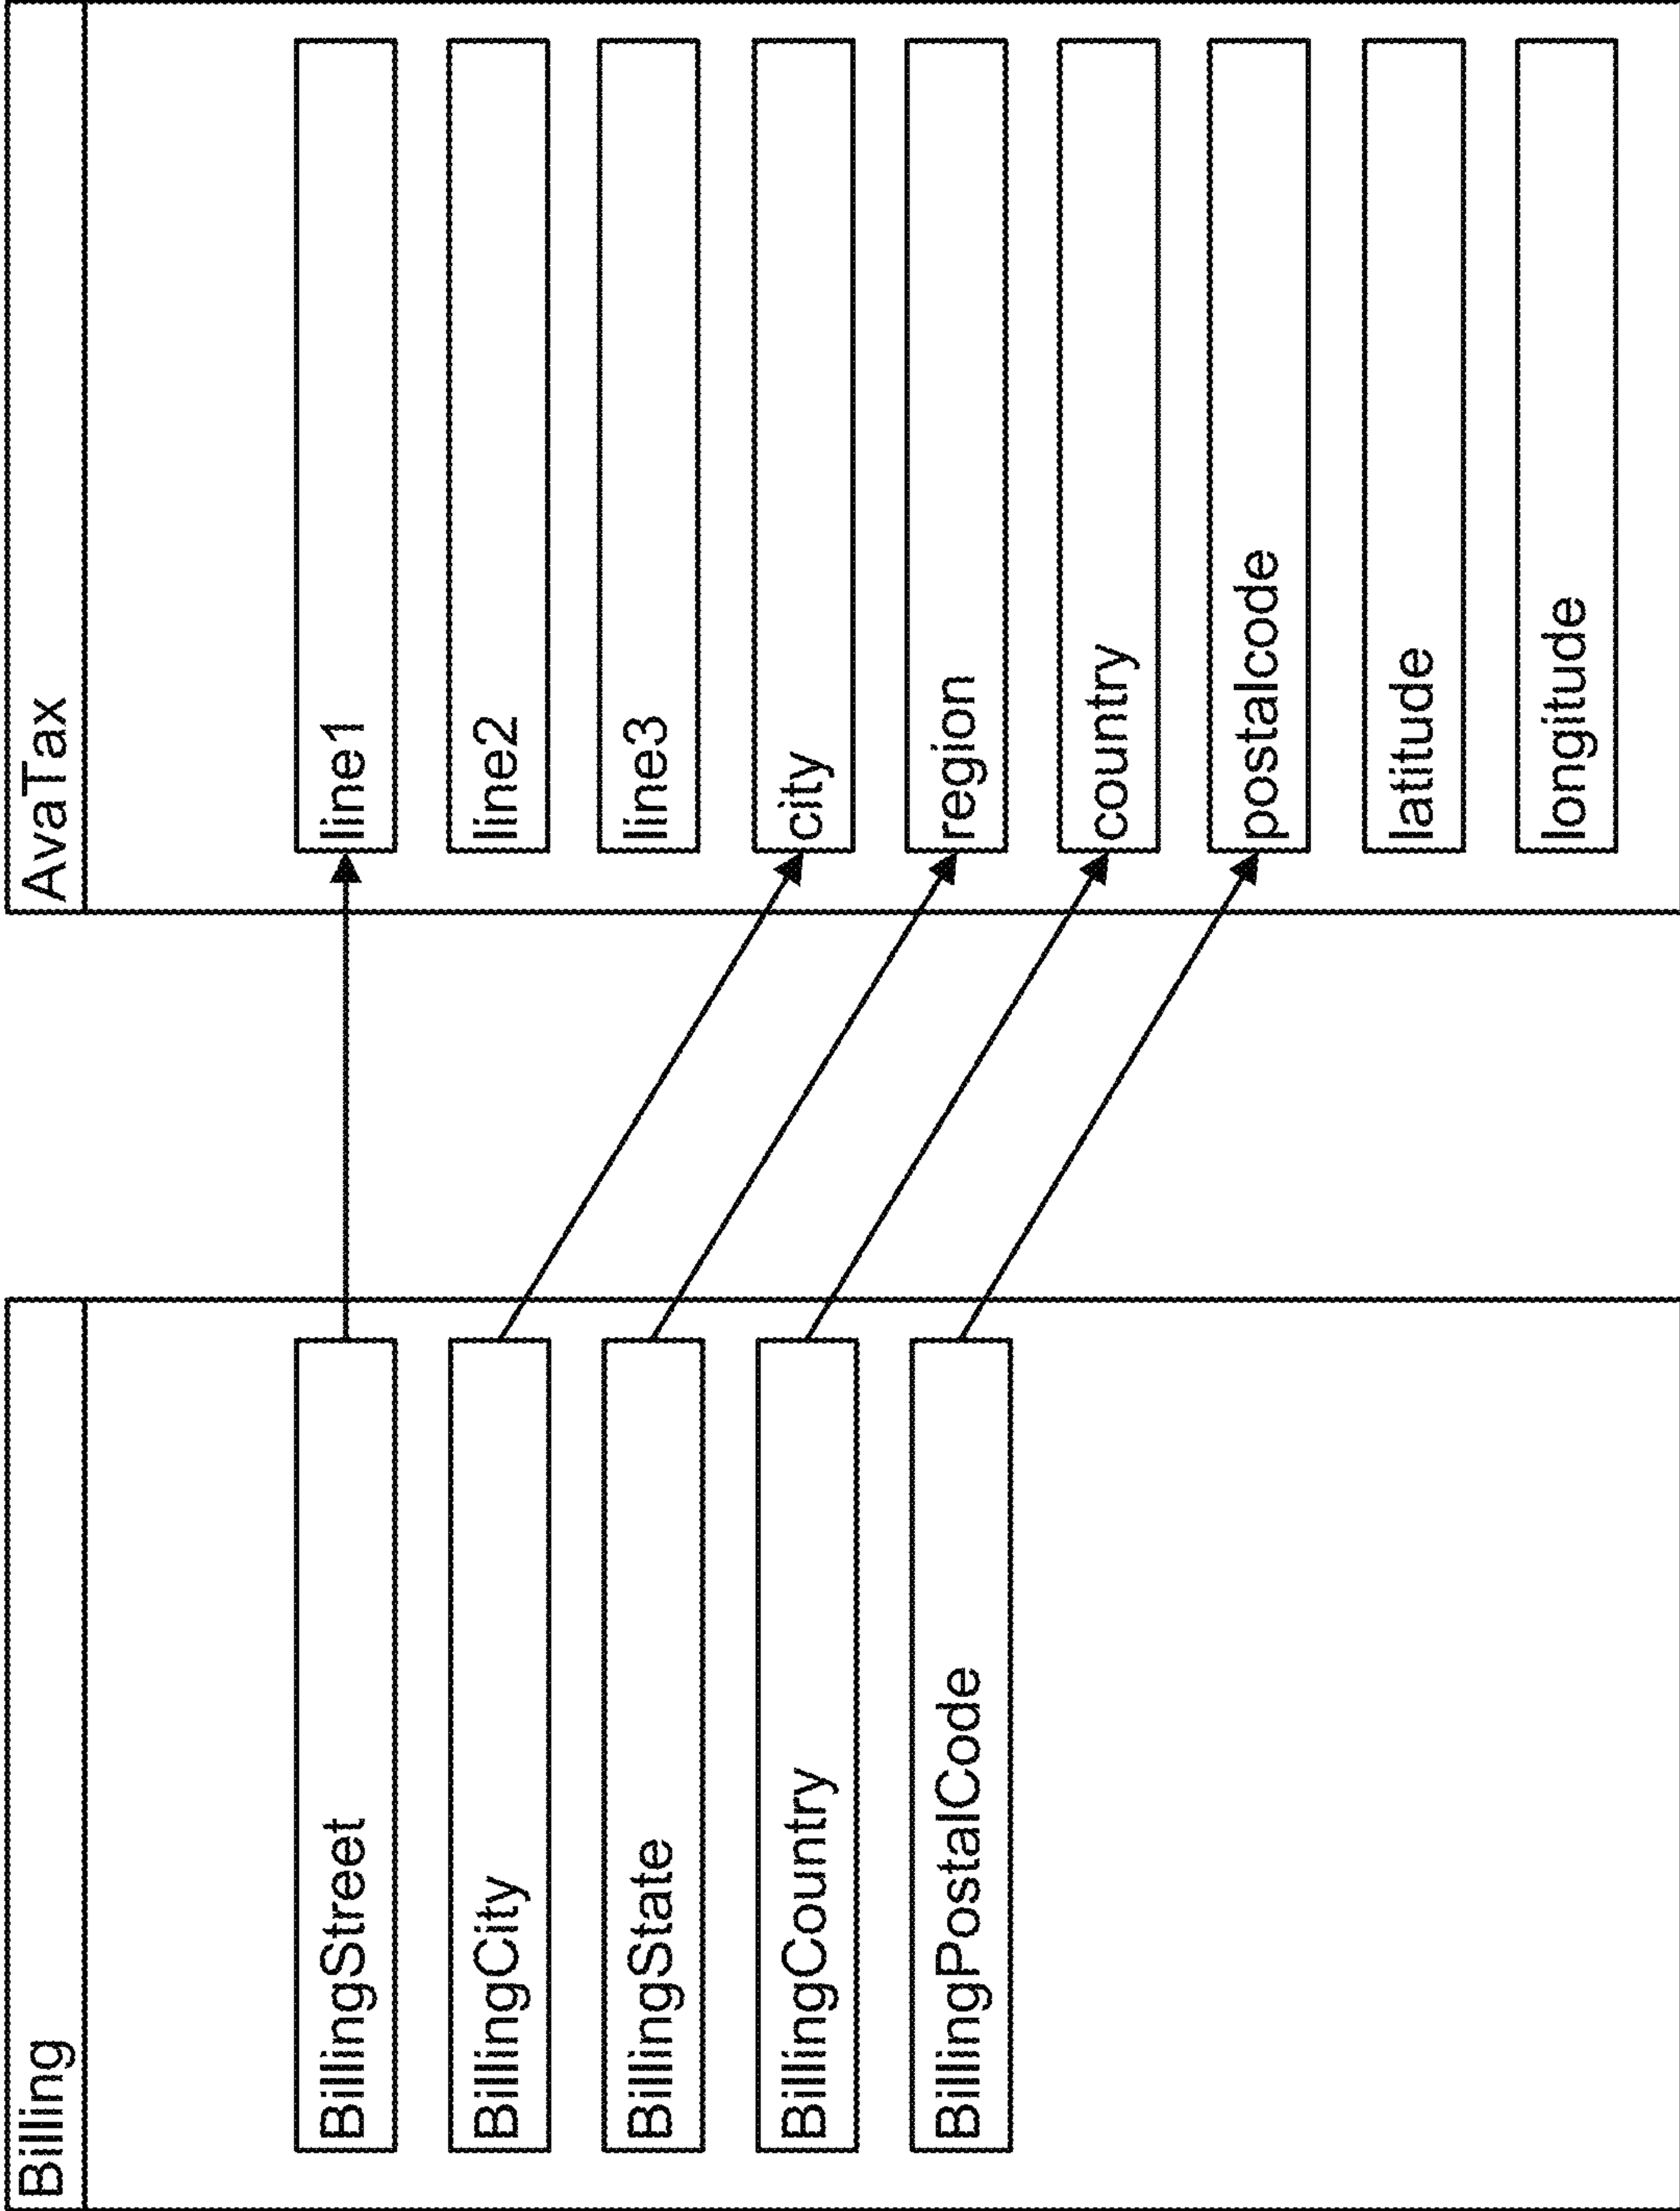 Billing
BillingStreet
BillingCity
BillingState
BillingCountry
BillingPostalCode
AvaTax
line1
line2
line3
city
region
country
postalcode
latitude
longitude